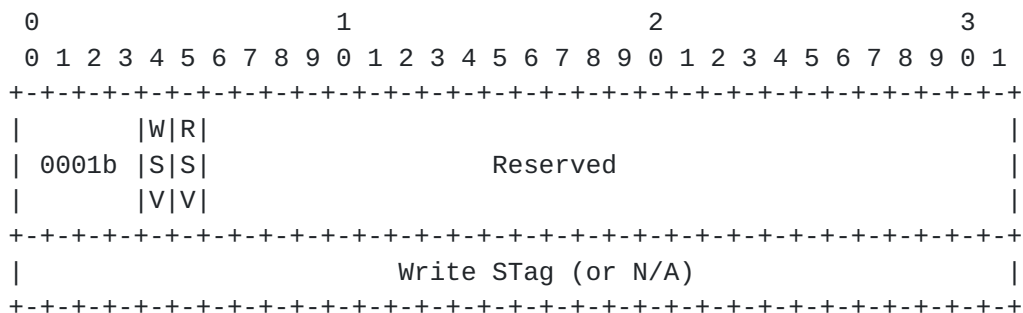 0                   1                   2                   3
 0 1 2 3 4 5 6 7 8 9 0 1 2 3 4 5 6 7 8 9 0 1 2 3 4 5 6 7 8 9 0 1
+-+-+-+-+-+-+-+-+-+-+-+-+-+-+-+-+-+-+-+-+-+-+-+-+-+-+-+-+-+-+-+-+
|       |W|R|                                                   |
| 0001b |S|S|                  Reserved                         |
|       |V|V|                                                   |
+-+-+-+-+-+-+-+-+-+-+-+-+-+-+-+-+-+-+-+-+-+-+-+-+-+-+-+-+-+-+-+-+
|                        Write STag (or N/A)                    |
+-+-+-+-+-+-+-+-+-+-+-+-+-+-+-+-+-+-+-+-+-+-+-+-+-+-+-+-+-+-+-+-+